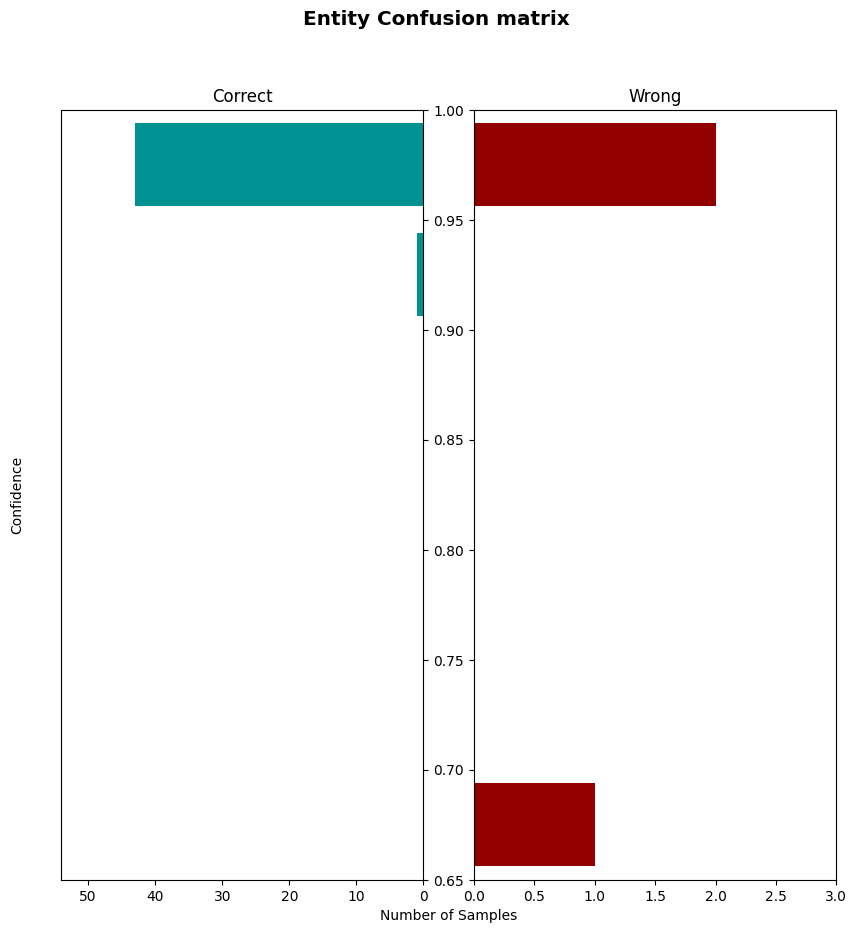 Entity Confusion matrix
Correct
Wrong
1.00
0.95
0.90
0.85
0.80
0.75
0.70
0.65
Confidence
50 40 30 20 10 0
0.0 0.5 1.0 1.5 2.0 2.5 3.0
Number of Samples